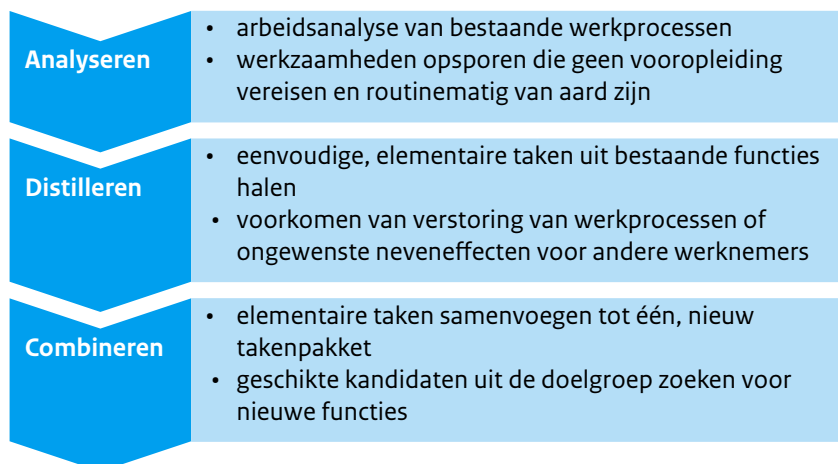 Analyseren
• arbeidsanalyse van bestaande werkprocessen
• werkzaamheden opsporen die geen vooropleiding
vereisen en routinematig van aard zijn
Distilleren
• eenvoudige, elementaire taken uit bestaande functies
halen
• voorkomen van verstoring van werkprocessen of
ongewenste neveneffecten voor andere werknemers
Combineren
• elementaire taken samenvoegen tot één, nieuw
takenpakket
• geschikte kandidaten uit de doelgroep zoeken voor
nieuwe functies